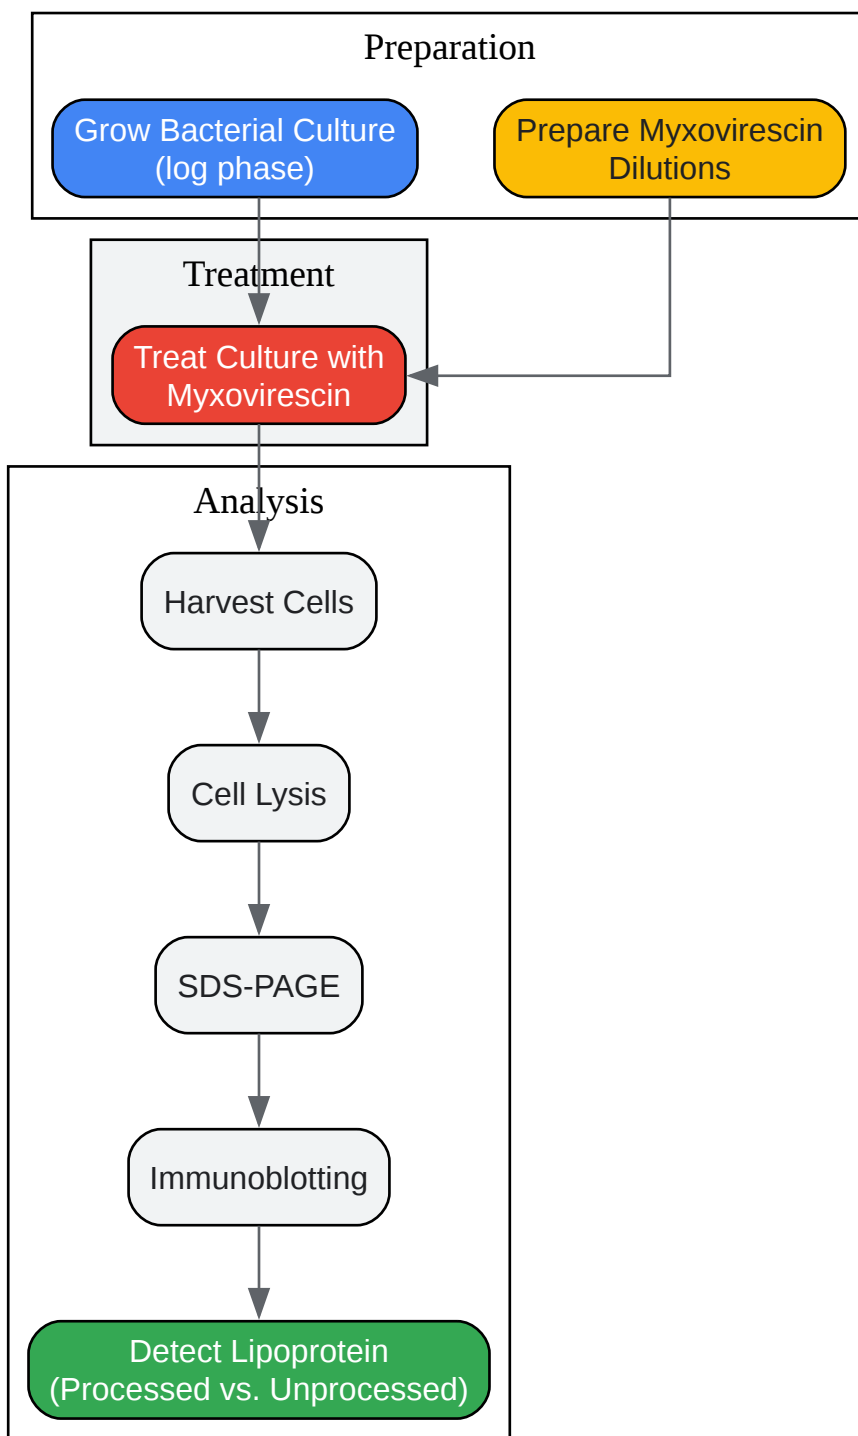 Preparation
Grow Bacterial Culture
(log phase)
Prepare Myxovirescin
Dilutions
Treatment
Treat Culture with
Myxovirescin
Analysis
Harvest Cells
Cell Lysis
SDS-PAGE
Immunoblotting
Detect Lipoprotein
(Processed vs. Unprocessed)